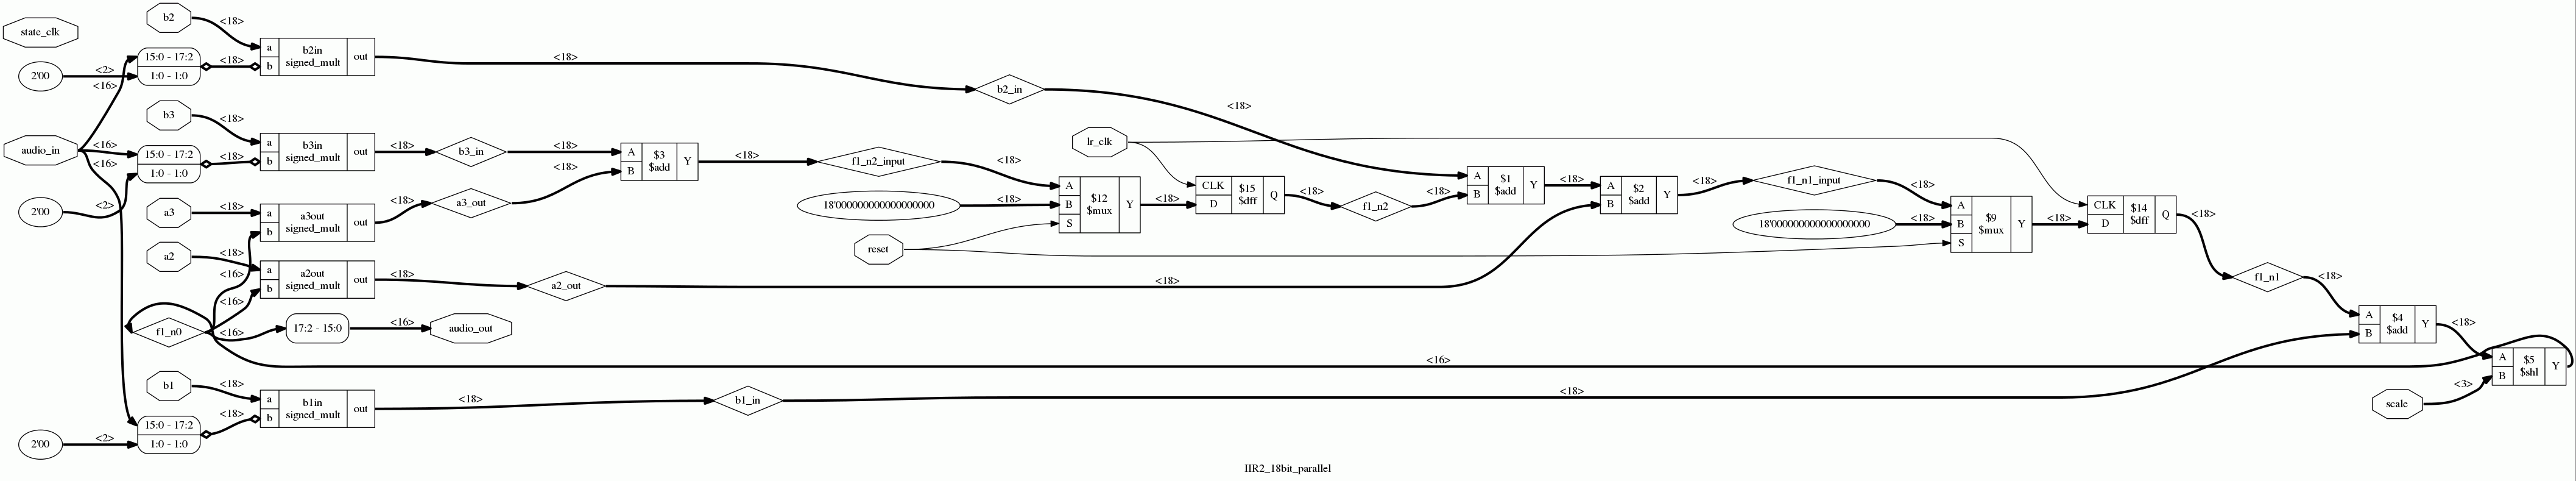 state_clk
b2
<18>
15:0 - 17:2
1:0 - 1:0
2'00
<2>
<16>
<18>
a
b
b2in
signed_mult
out
<18>
b2_in
<18>
b3
<18>
audio_in
<16>
<16>
15:0 - 17:2
1:0 - 1:0
2'00
<2>
<18>
a
b
b3in
signed_mult
out
<18>
b3_in
<18>
a3
<18>
a
b
a3out
signed_mult
out
<18>
a3_out
<18>
A
B
$3
$add
Y
<18>
f1_n2_input
<18>
18'000000000000000000
<18>
reset
A
B
S
$12
$mux
Y
<18>
lr_clk
CLK
D
$15
$dff
Q
<18>
f1_n2
<18>
A
B
$1
$add
Y
<18>
A
B
$2
$add
Y
<18>
f1_n1_input
<18>
18'000000000000000000
<18>
A
B
S
$9
$mux
Y
<18>
CLK
D
$14
$dff
Q
<18>
f1_n1
<18>
a2
<18>
<16>
<16>
a
b
a2out
signed_mult
out
<18>
a2_out
<18>
f1_n0
<16>
17:2 - 15:0
<16>
audio_out
<16>
A
B
$4
$add
Y
<18>
A
B
$5
$shl
Y
<3>
scale
b1
<18>
15:0 - 17:2
1:0 - 1:0
2'00
<2>
<18>
a
b
b1in
signed_mult
out
<18>
b1_in
<18>
IIR2_18bit_parallel